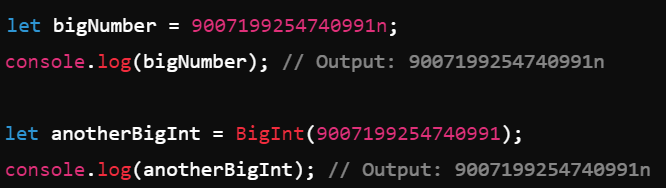 let bigNumber = 9007199254740991n;
console.log(bigNumber); // Output: 9007199254740991n
let anotherBigInt = BigInt(9007199254740991);
console.log(anotherBigInt); // Output: 9007199254740991n